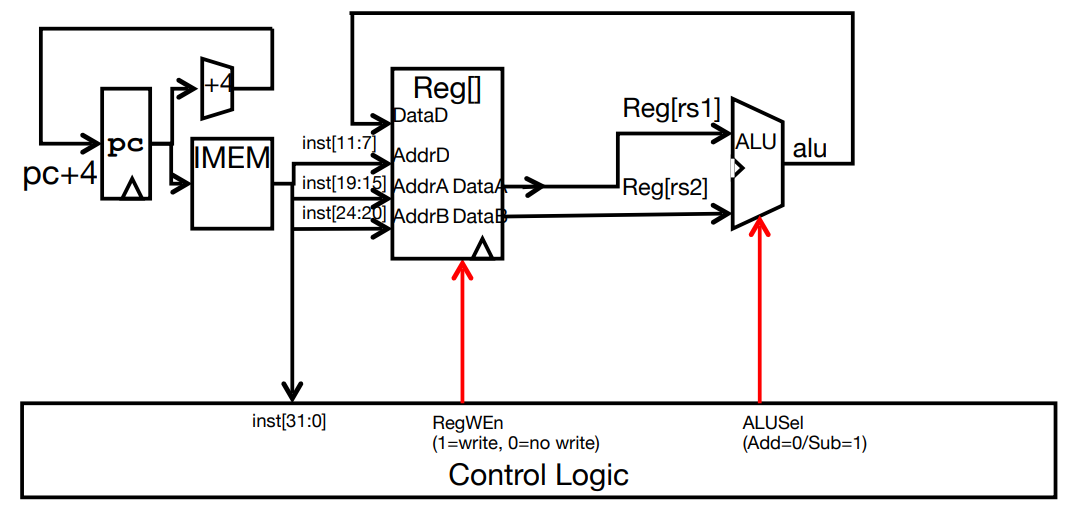 +4
pc
pc+4
IMEM
Reg[]
DataD
inst[11:7]
AddrD
inst[19:15]
AddrA DataA
inst[24:20]
AddrB DataB
Reg[rs1]
Reg[rs2]
ALU
alu
inst[31:0]
RegWEn
(1=write, 0=no write)
ALUSel
(Add=0/Sub=1)
Control Logic